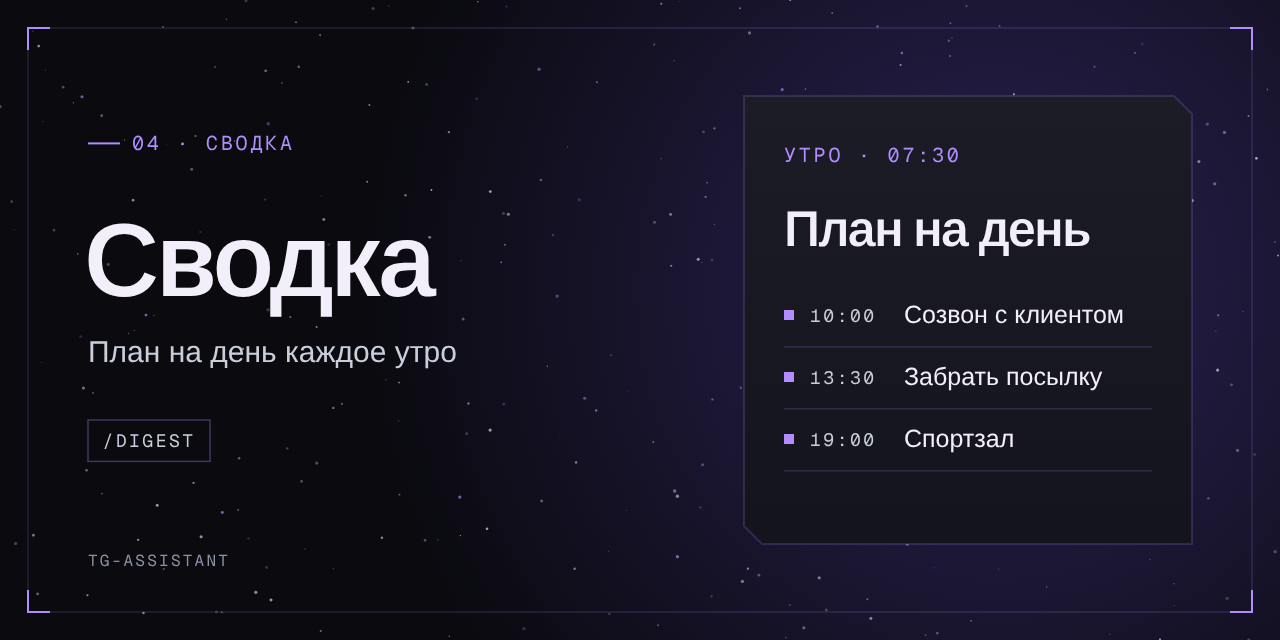 04 · СВОДКА
Сводка
План на день каждое утро
/DIGEST
TG-ASSISTANT
УТРО · 07:30
План на день
10:00 Созвон с клиентом
13:30 Забрать посылку
19:00 Спортзал